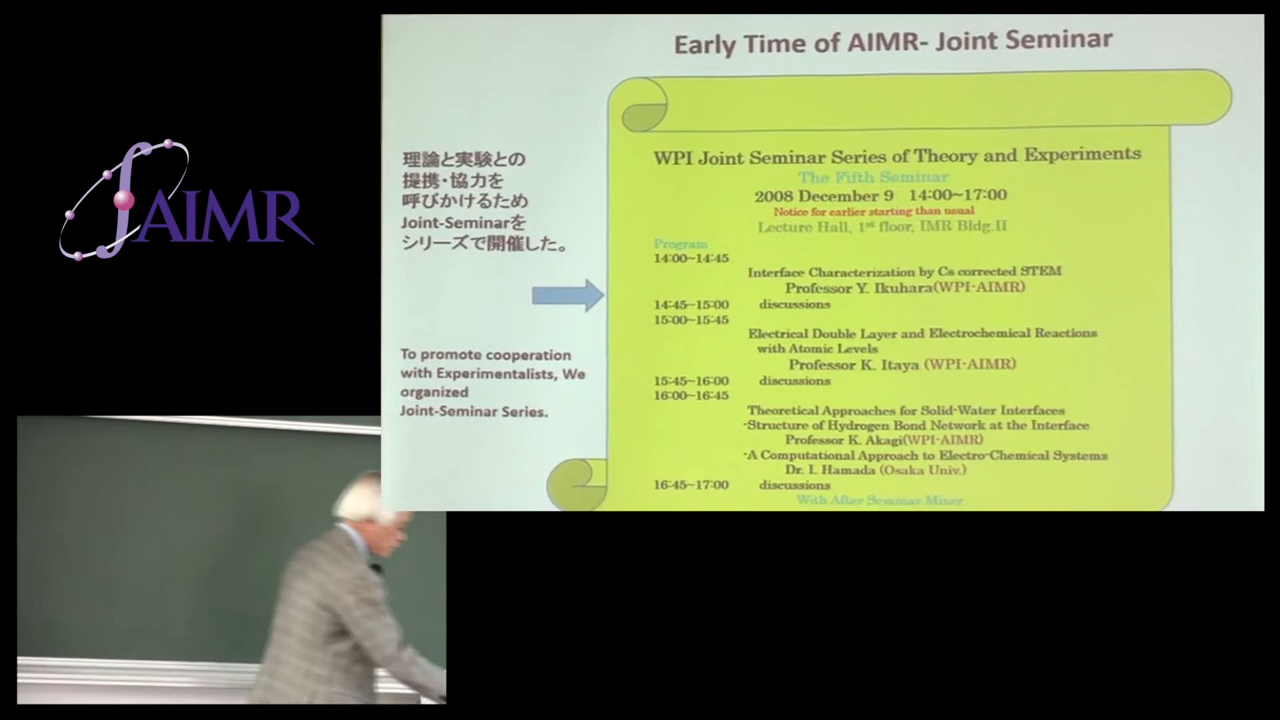 AIMR
Early Time of AIMR- Joint Seminar
理論と実験との
提携・協力を
呼びかけるため
Joint-Seminarを
シリーズで開催した。
To promote cooperation
with Experimentalists, We
organized
Joint-Seminar Series.
WPI Joint Seminar Series of Theory and Experiments
The Fifth Seminar
2008 December 9 14:00~17:00
Notice for earlier starting than usual
Lecture Hall, 1st floor, IMR Bldg.II
Program
14:00~14:45
Interface Characterization by Cs corrected STEM
Professor Y. Ikuhara(WPI-AIMR)
14:45~15:00 discussions
15:00~15:45
Electrical Double Layer and Electrochemical Reactions
with Atomic Levels
Professor K. Itaya (WPI-AIMR)
15:45~16:00 discussions
16:00~16:45
Theoretical Approaches for Solid-Water Interfaces
-Structure of Hydrogen Bond Network at the Interface
Professor K. Akagi(WPI-AIMR)
-A Computational Approach to Electro-Chemical Systems
Dr. I. Hamada (Osaka Univ.)
16:45~17:00 discussions
With After Seminar Mixer